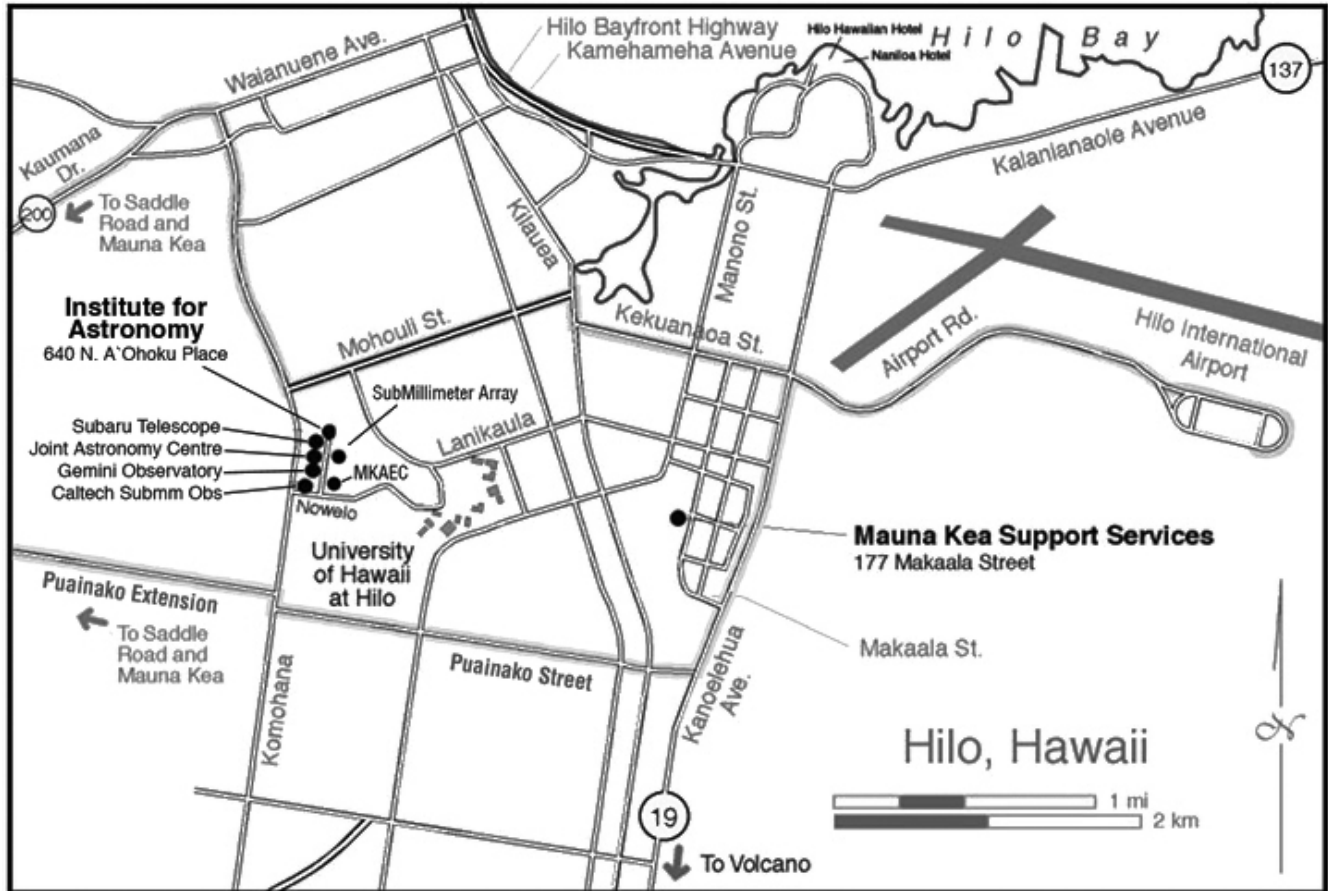 Hilo Bayfront Highway
Kamehameha Avenue
Hilo Hawaiian Hotel
Naniloa Hotel
Hilo Bay
137
Waianuene Ave.
Kalanianaole Avenue
Kaumana
Dr.
200
To Saddle
Road and
Mauna Kea
Kilauea
Manono St.
Institute for
Astronomy
640 N. A`Ohoku Place
Mohouli St.
Kekuanaoa St.
Airport Rd.
Hilo International
Airport
SubMillimeter Array
Subaru Telescope
Joint Astronomy Centre
Gemini Observatory
Caltech Submm Obs
MKAEC
Lanikaula
Nowelo
University
of Hawaii
at Hilo
Mauna Kea Support Services
177 Makaala Street
Puainako Extension
To Saddle
Road and
Mauna Kea
Puainako Street
Makaala St.
Komohana
Kanoelehua
Ave.
Hilo, Hawaii
1 mi
2 km
19
To Volcano